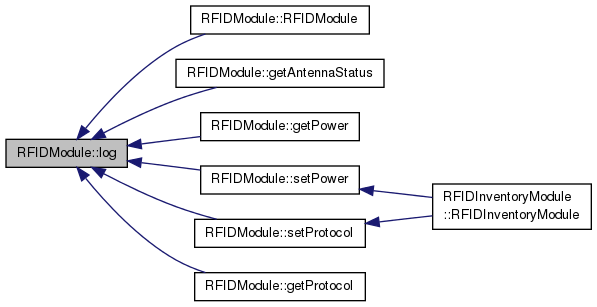 RFIDModule::RFIDModule
RFIDModule::getAntennaStatus
RFIDModule::getPower
RFIDModule::log
RFIDModule::setPower
RFIDInventoryModule
::RFIDInventoryModule
RFIDModule::setProtocol
RFIDModule::getProtocol